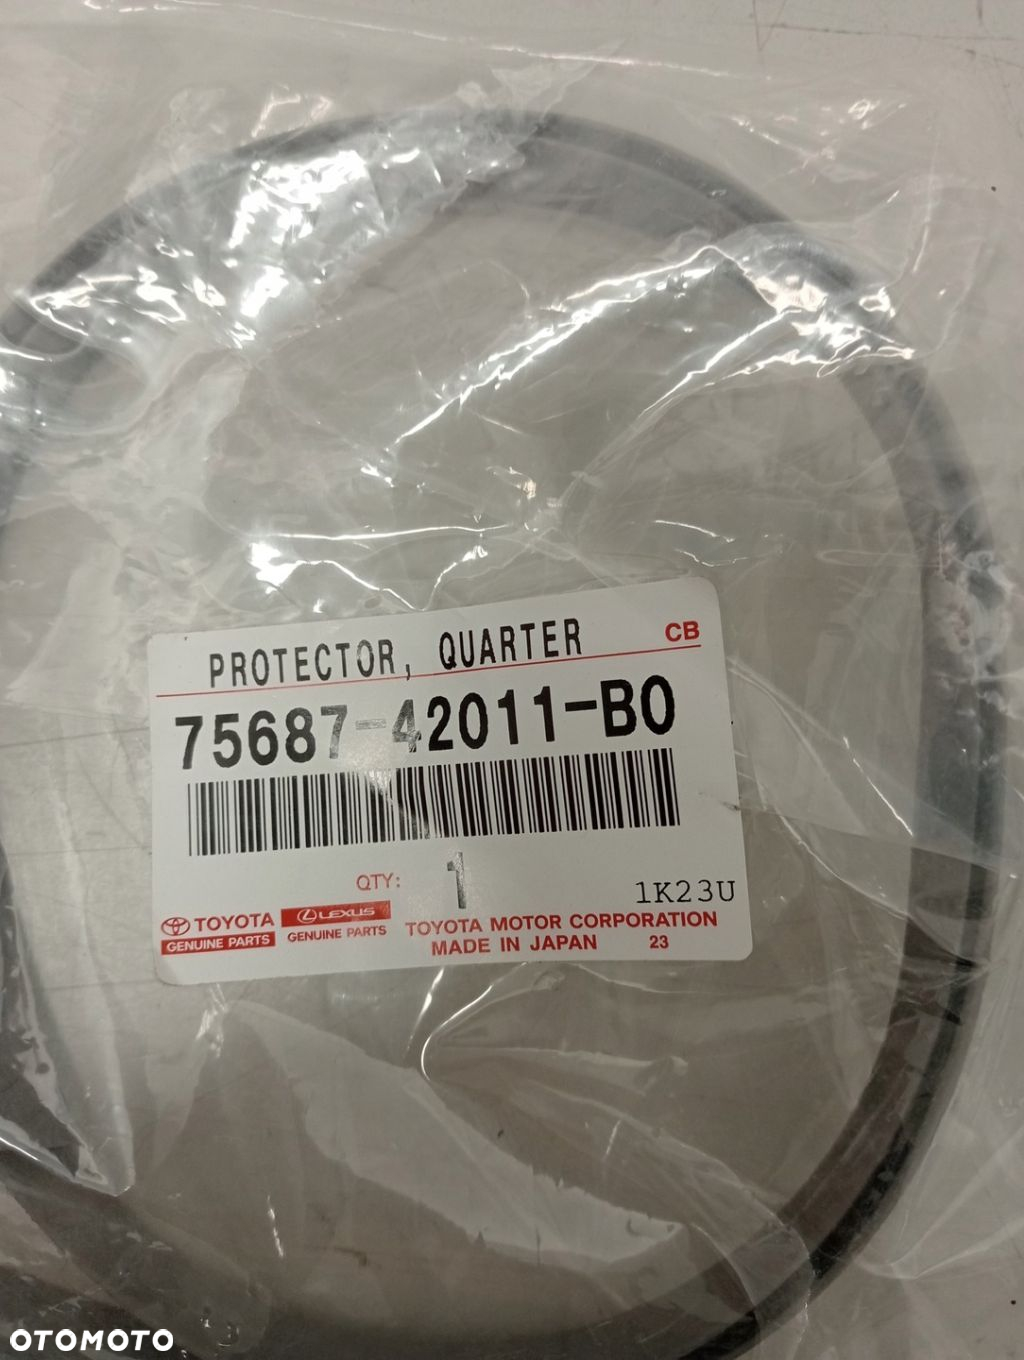 PROTECTOR, QUARTER CB
75687-42011-B0
QTY: 1
1K23U
TOYOTA LEXUS TOYOTA MOTOR CORPORATION
GENUINE PARTS GENUINE PARTS MADE IN JAPAN 23
OTOMOTO